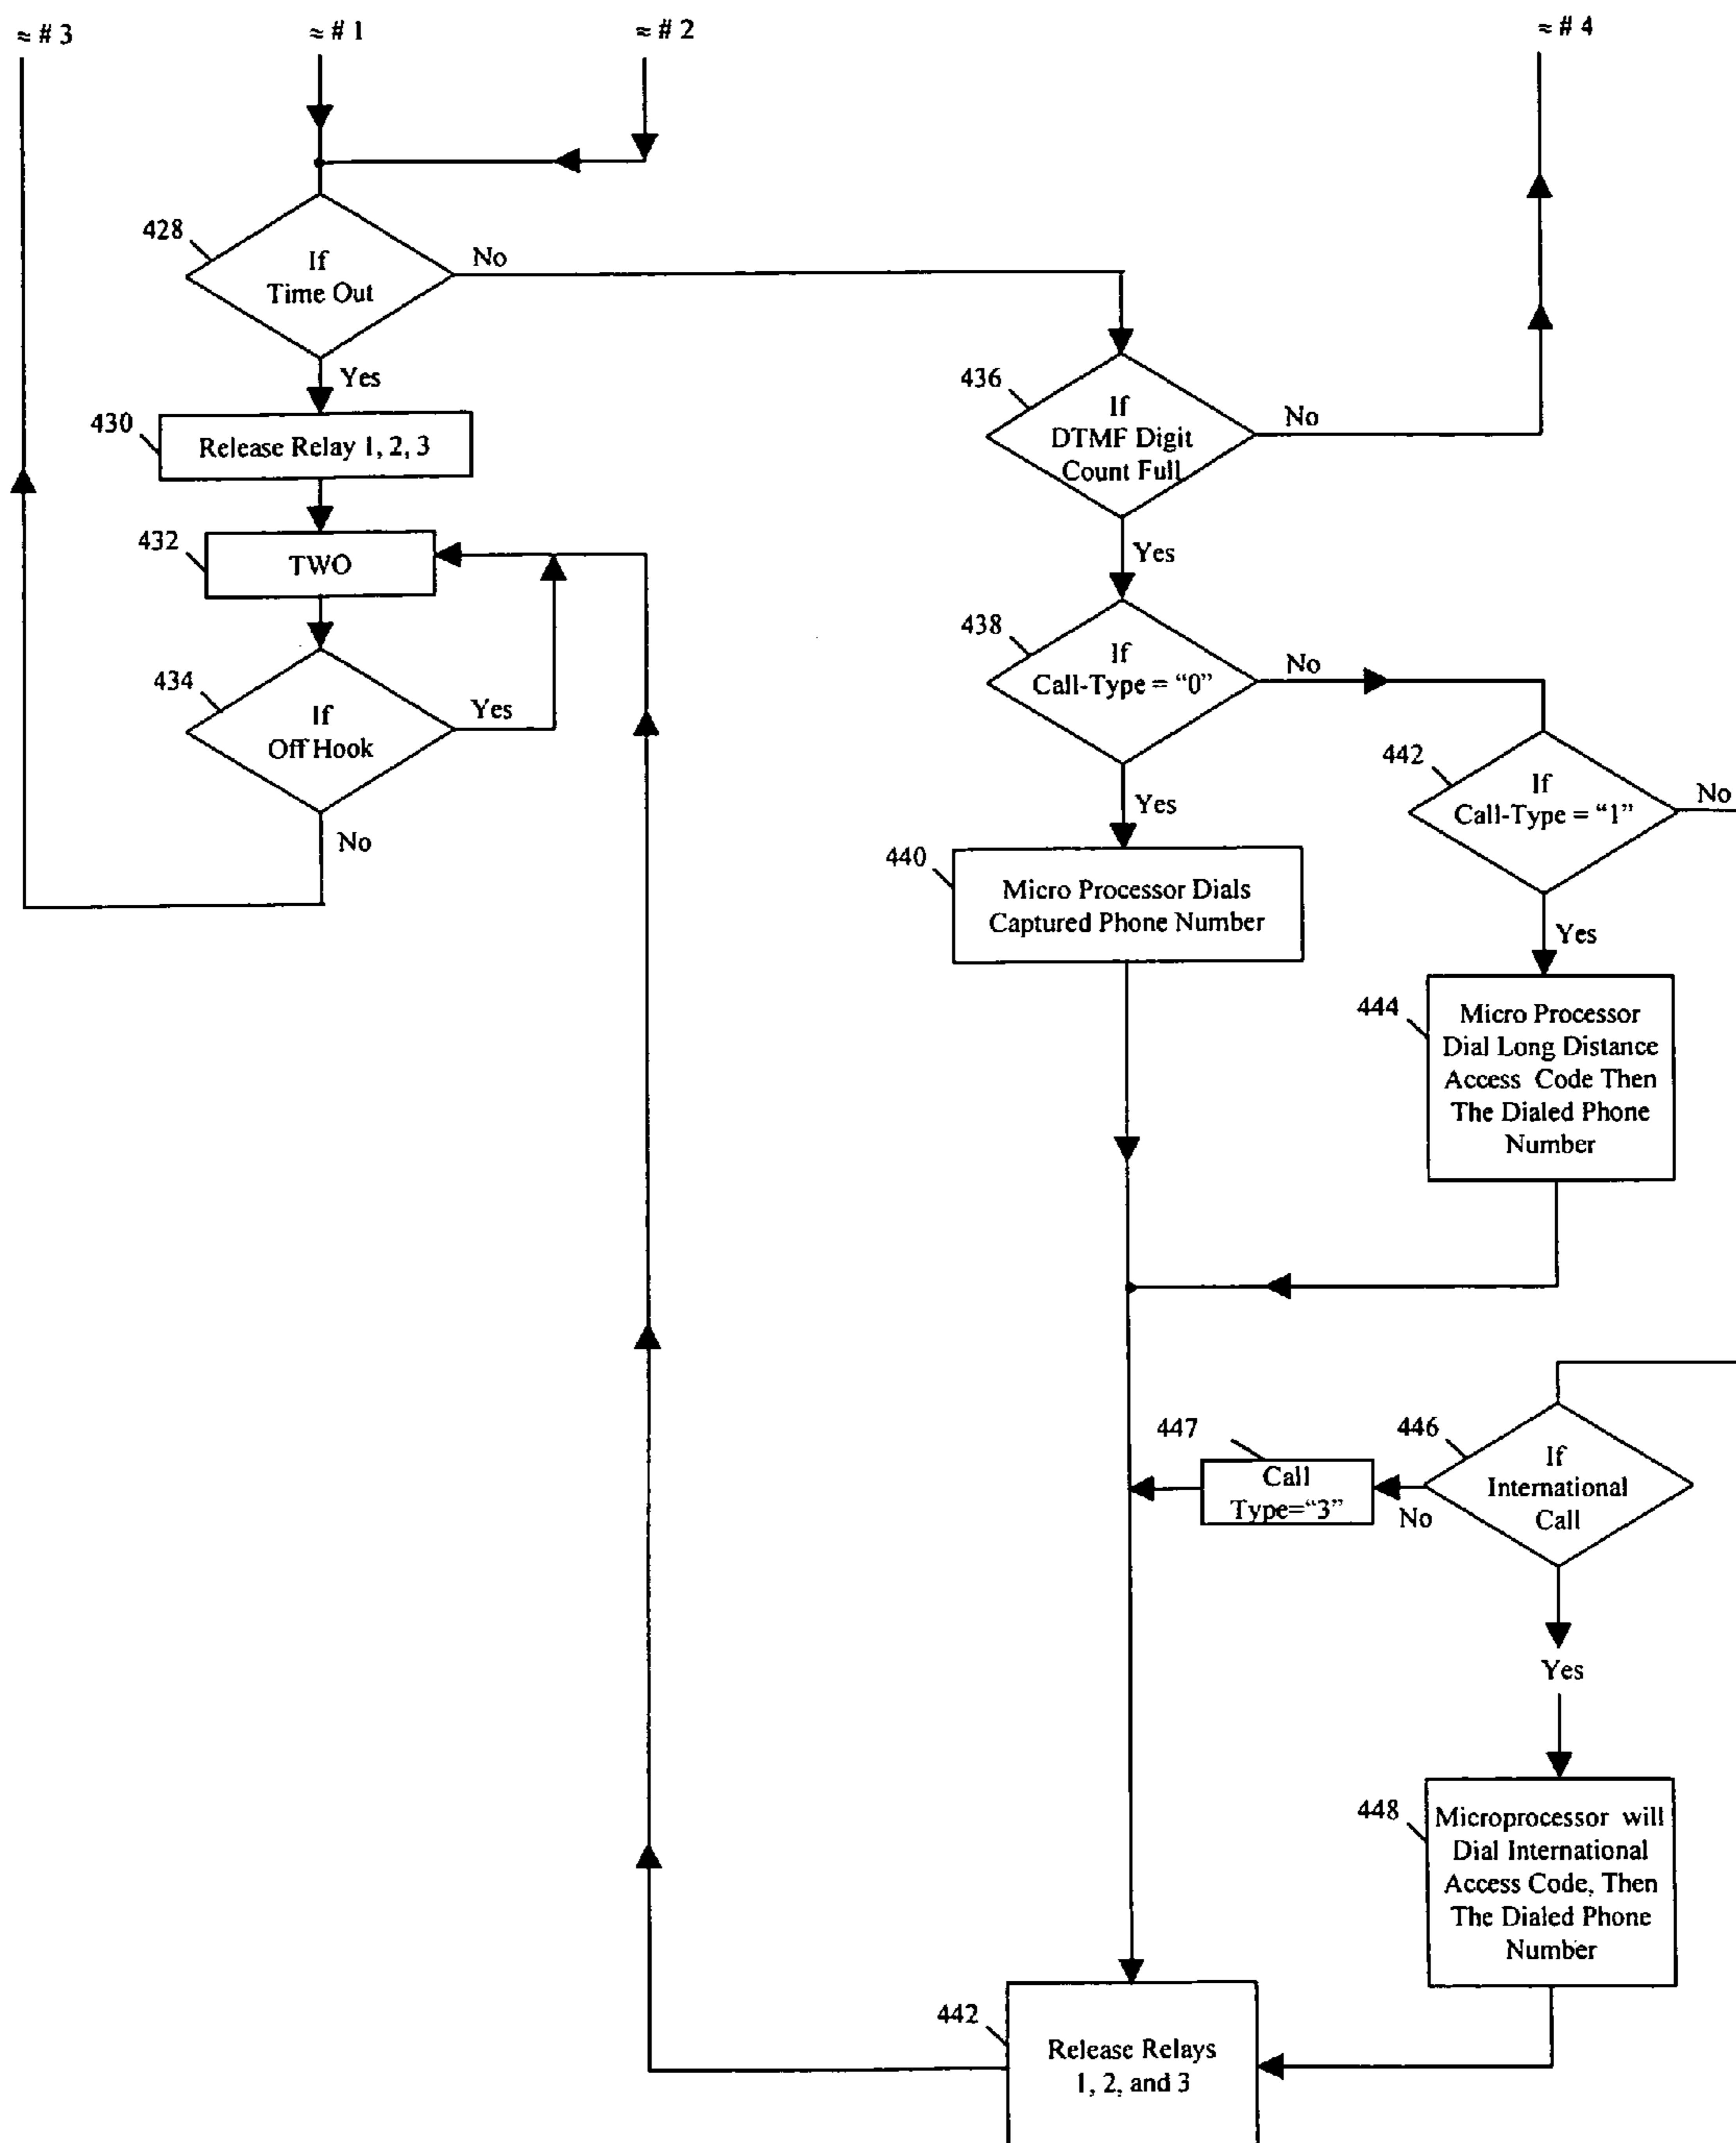 ≈ # 3
≈ # 1
≈ # 2
≈ # 4
428
If
Time Out
No
Yes
430
Release Relay 1, 2, 3
432
TWO
434
If
Off Hook
Yes
No
436
If
DTMF Digit
Count Full
No
Yes
438
If
Call-Type = “0”
No
Yes
442
If
Call-Type = “1”
No
Yes
440
Micro Processor Dials
Captured Phone Number
444
Micro Processor
Dial Long Distance
Access Code Then
The Dialed Phone
Number
447
Call
Type=“3”
446
If
International
Call
No
Yes
448
Microprocessor will
Dial International
Access Code, Then
The Dialed Phone
Number
442
Release Relays
1, 2, and 3